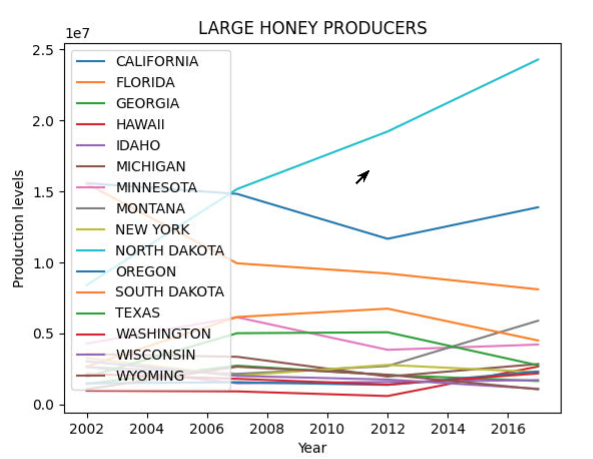 LARGE HONEY PRODUCERS
1e7
2.5
2.0
1.5
1.0
0.5
0.0
Production levels
CALIFORNIA
FLORIDA
GEORGIA
HAWAII
IDAHO
MICHIGAN
MINNESOTA
MONTANA
NEW YORK
NORTH DAKOTA
OREGON
SOUTH DAKOTA
TEXAS
WASHINGTON
WISCONSIN
WYOMING
2002 2004 2006 2008 2010 2012 2014 2016
Year